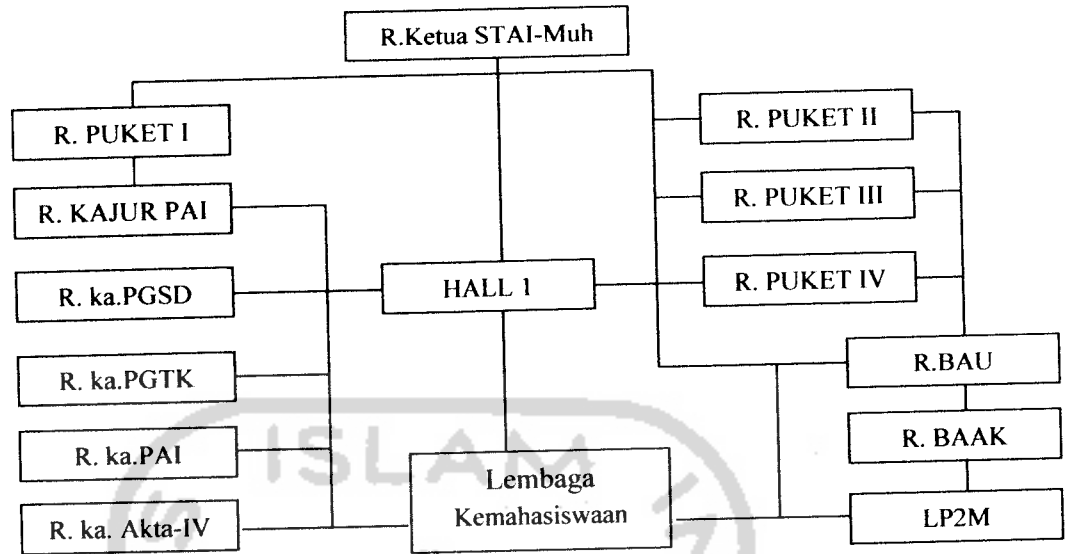 R.Ketua STAI-Muh
R. PUKET I
R. PUKET II
R. KAJUR PAI
R. PUKET III
R. ka.PGSD
HALL 1
R. PUKET IV
R. ka.PGTK
R.BAU
R. ka.PAI
R. BAAK
Lembaga
Kemahasiswaan
R. ka. Akta-IV
LP2M
ISLAM